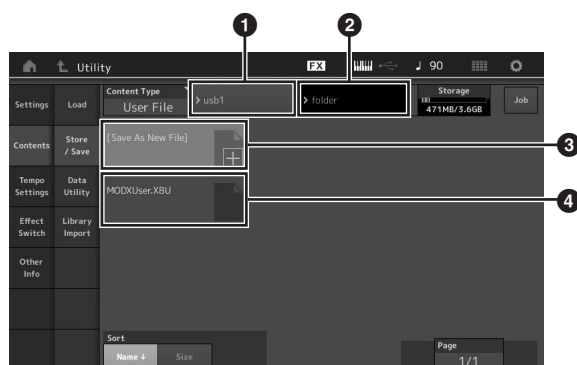 1 2
Utility FX ♩ 90
Settings Load Content Type User File > usb1 > folder Storage 471MB/3.6GB Job
Contents Store / Save [Save As New File] 3
Tempo Settings Data Utility MODXUser.X8U 4
Effect Switch Library Import
Other Info
Sort
Name ↓ Size
Page
1/1